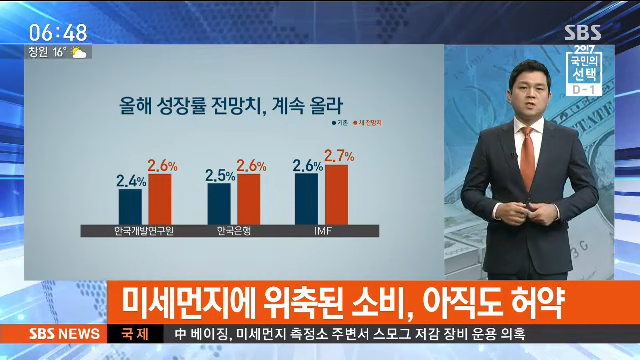 06:48
창원 16°
SBS
2017
국민의
선택
D-1
올해 성장률 전망치, 계속 올라
기존 새 전망치
2.4% 2.6% 2.5% 2.6% 2.6% 2.7%
한국개발연구원 한국은행 IMF
미세먼지에 위축된 소비, 아직도 허약
SBS NEWS 국제 中 베이징, 미세먼지 측정소 주변서 스모그 저감 장비 운용 의혹